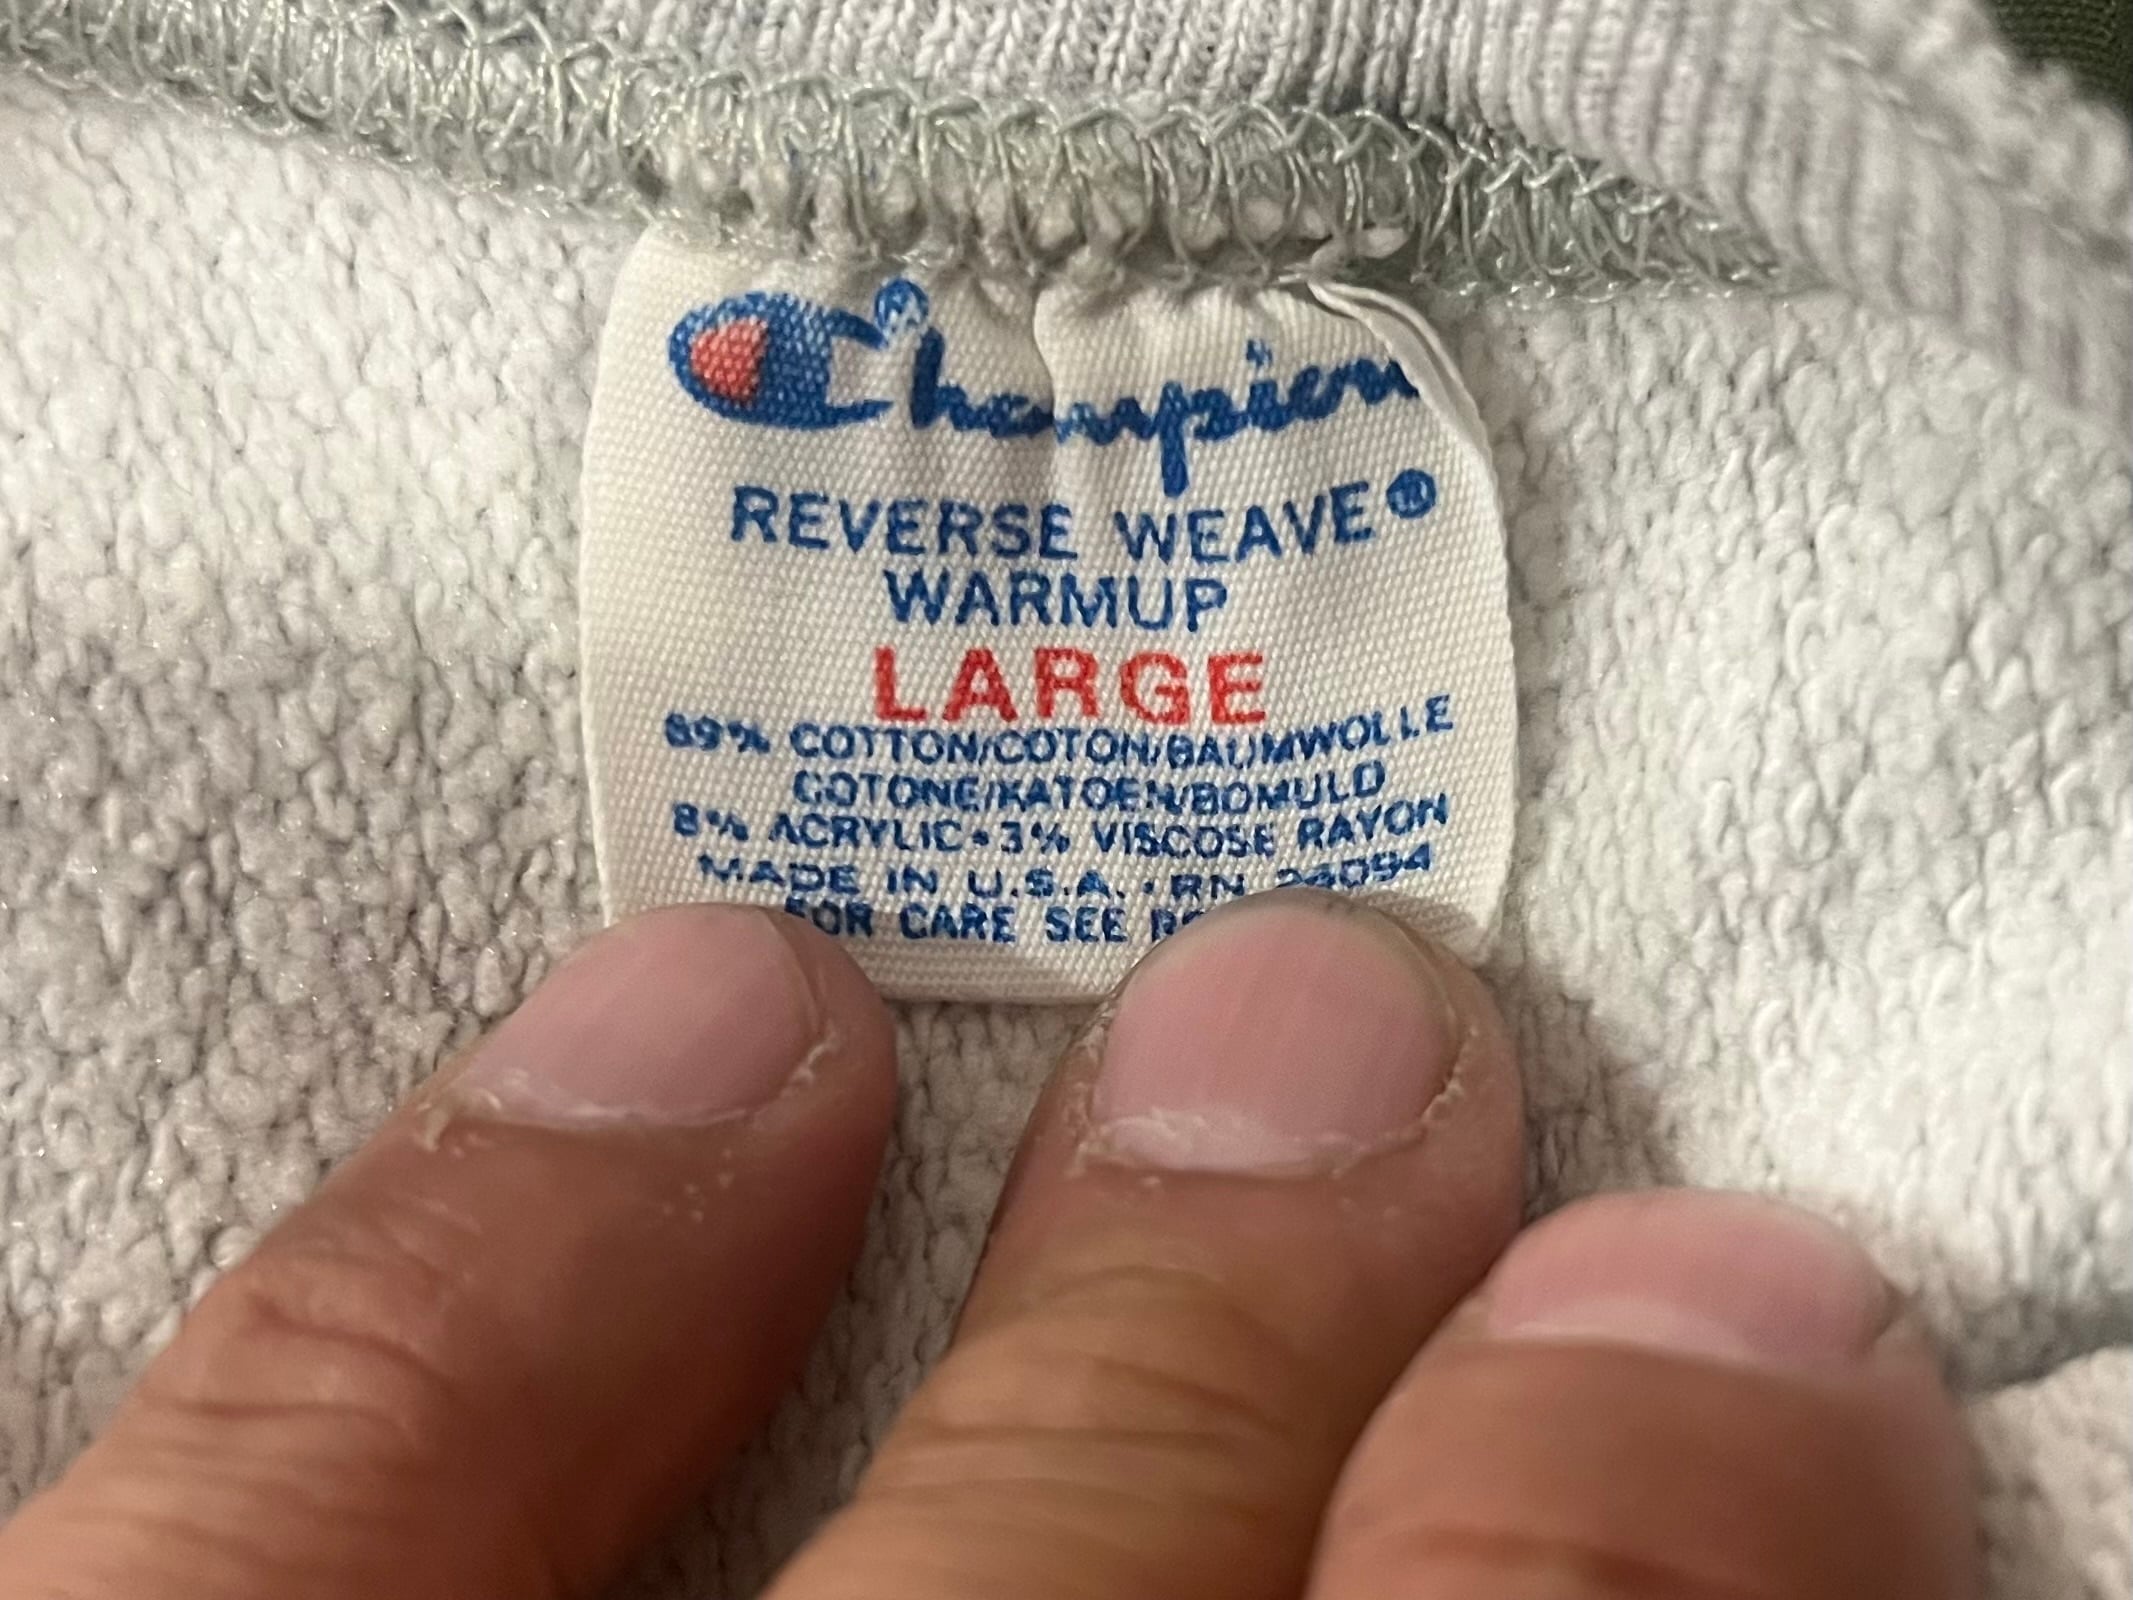 Champion
REVERSE WEAVE®
WARMUP
LARGE
89% COTTON/COTON/BAUMWOLLE
COTONE/KATOEN/BOMULD
8% ACRYLIC • 3% VISCOSE RAYON
MADE IN U.S.A. • RN 26094
FOR CARE SEE